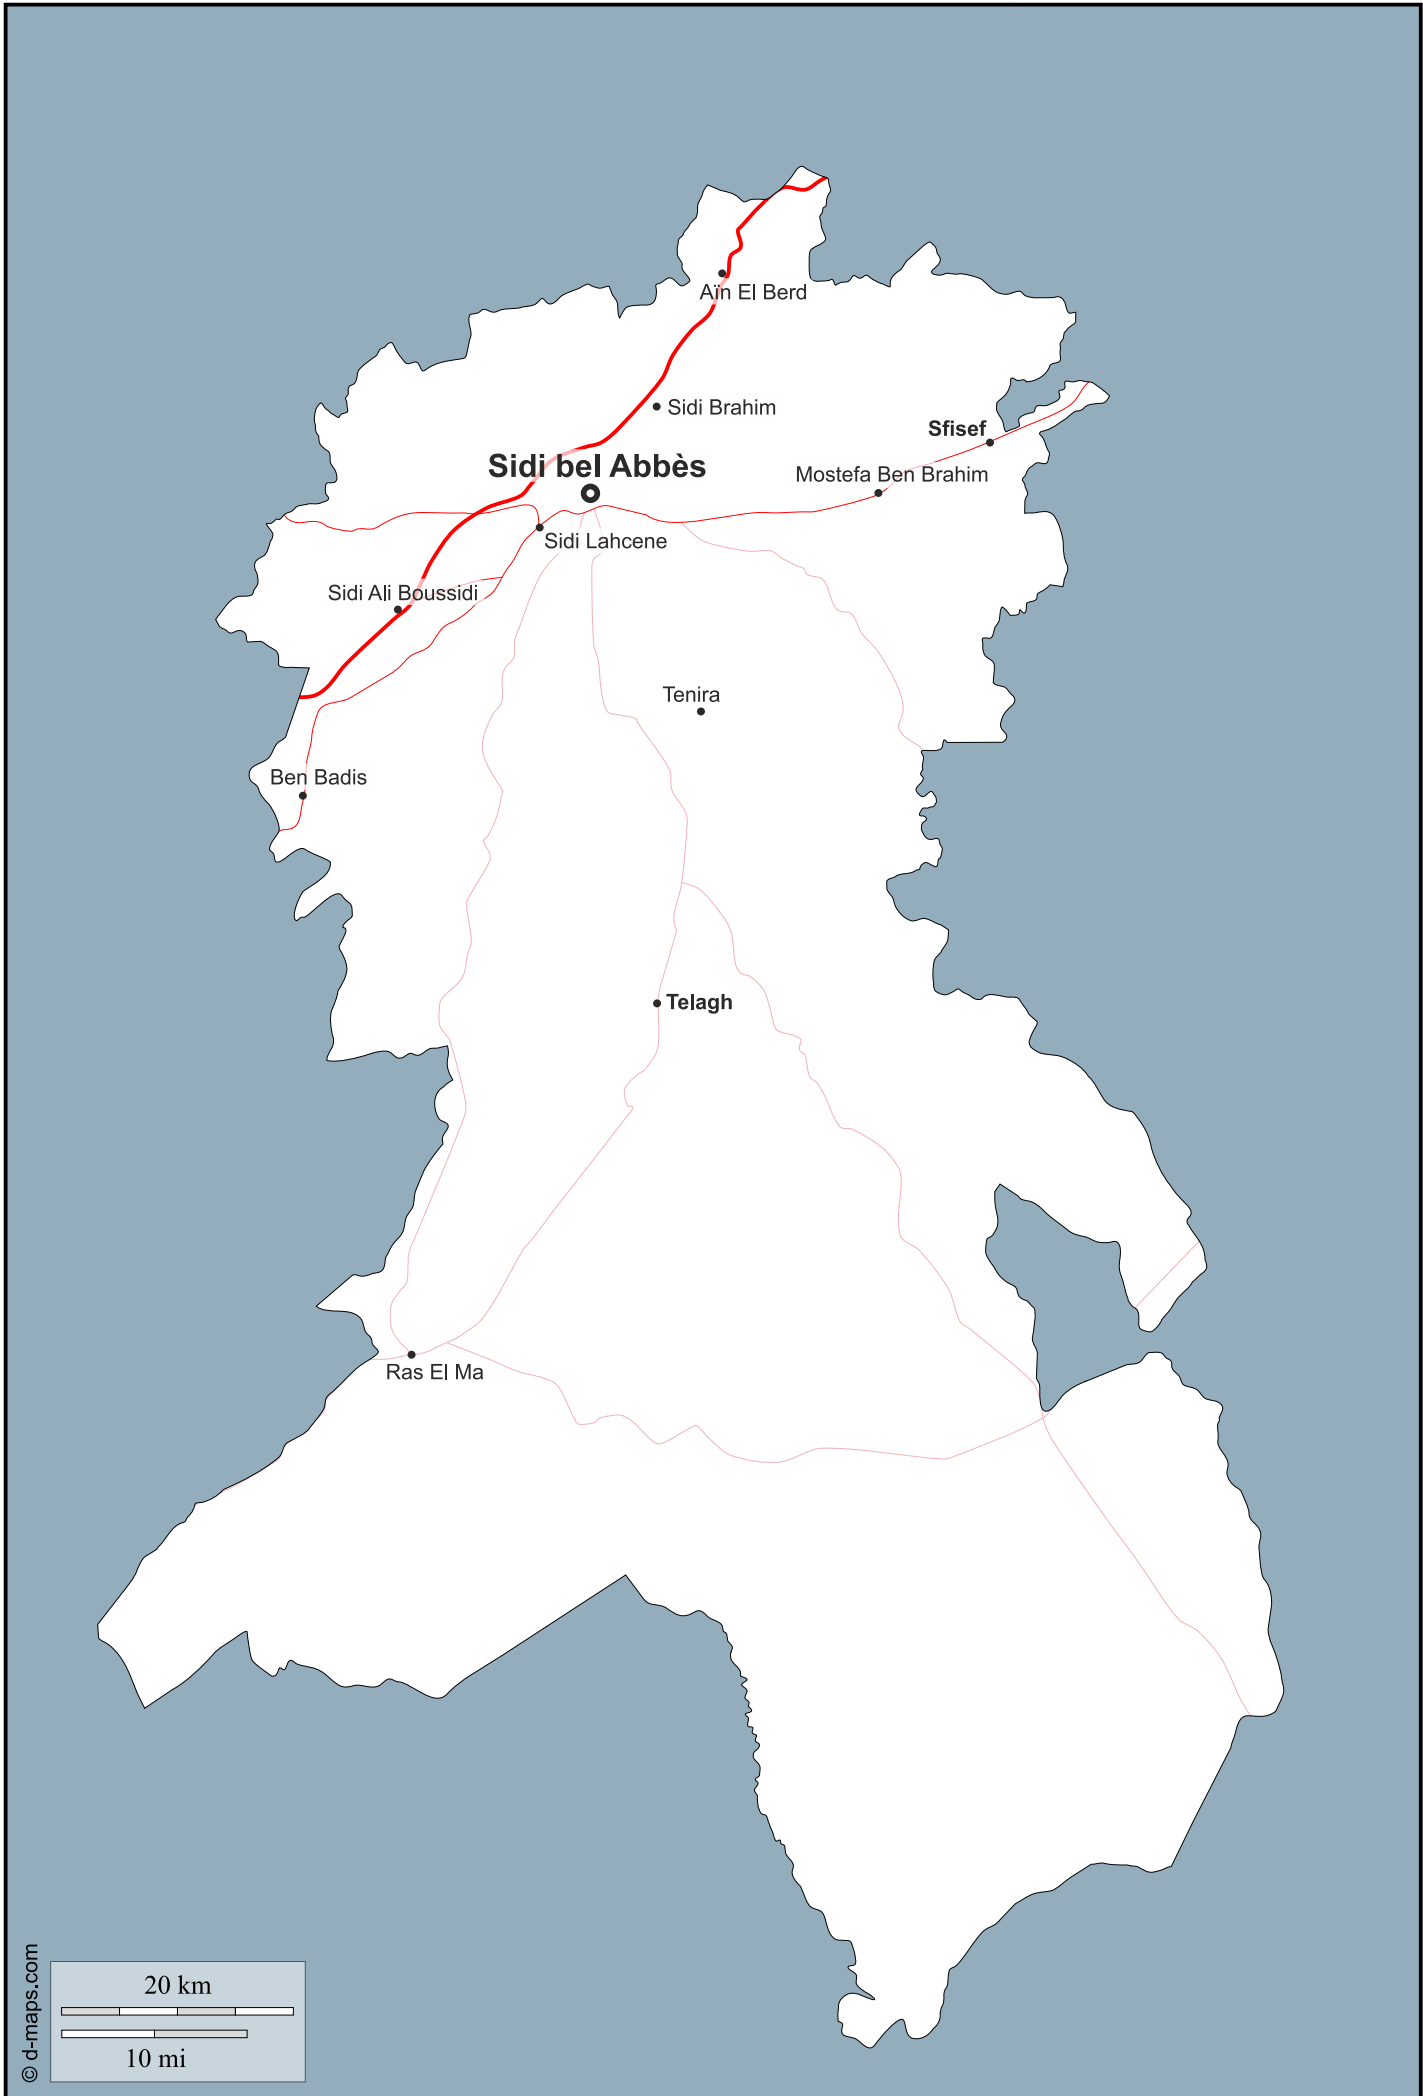 Aïn El Berd
Sidi Brahim
Sfisef
Sidi bel Abbès
Mostefa Ben Brahim
Sidi Lahcene
Sidi Ali Boussidi
Tenira
Ben Badis
Telagh
Ras El Ma
20 km
10 mi
© d-maps.com